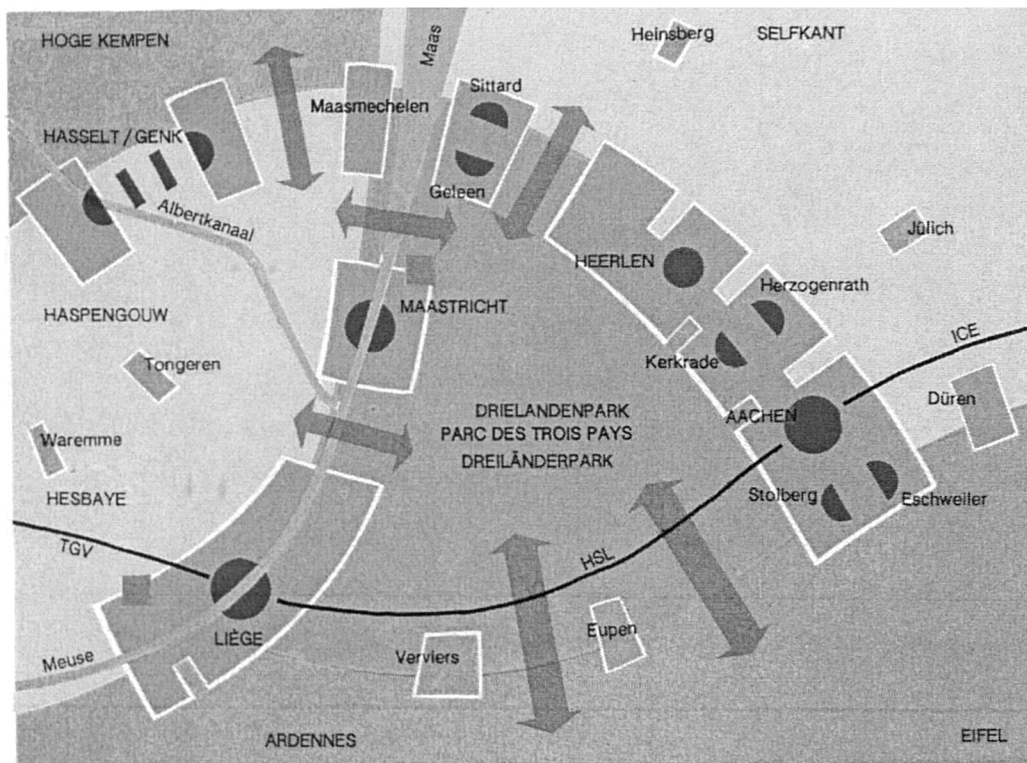 HOGE KEMPEN
Maas
Heinsberg
SELFKANT
Maasmechelen
Sittard
HASSELT/GENK
Geleen
Albertkanaal
Jülich
HEERLEN
Herzogenrath
HASPENGOUW
MAASTRICHT
ICE
Tongeren
Kerkrade
Düren
DRIELANDENPARK
PARC DES TROIS PAYS
DREILÄNDERPARK
AACHEN
Waremme
HESBAYE
Stolberg
Eschweiler
TGV
HSL
LIÈGE
Eupen
Meuse
Verviers
ARDENNES
EIFEL